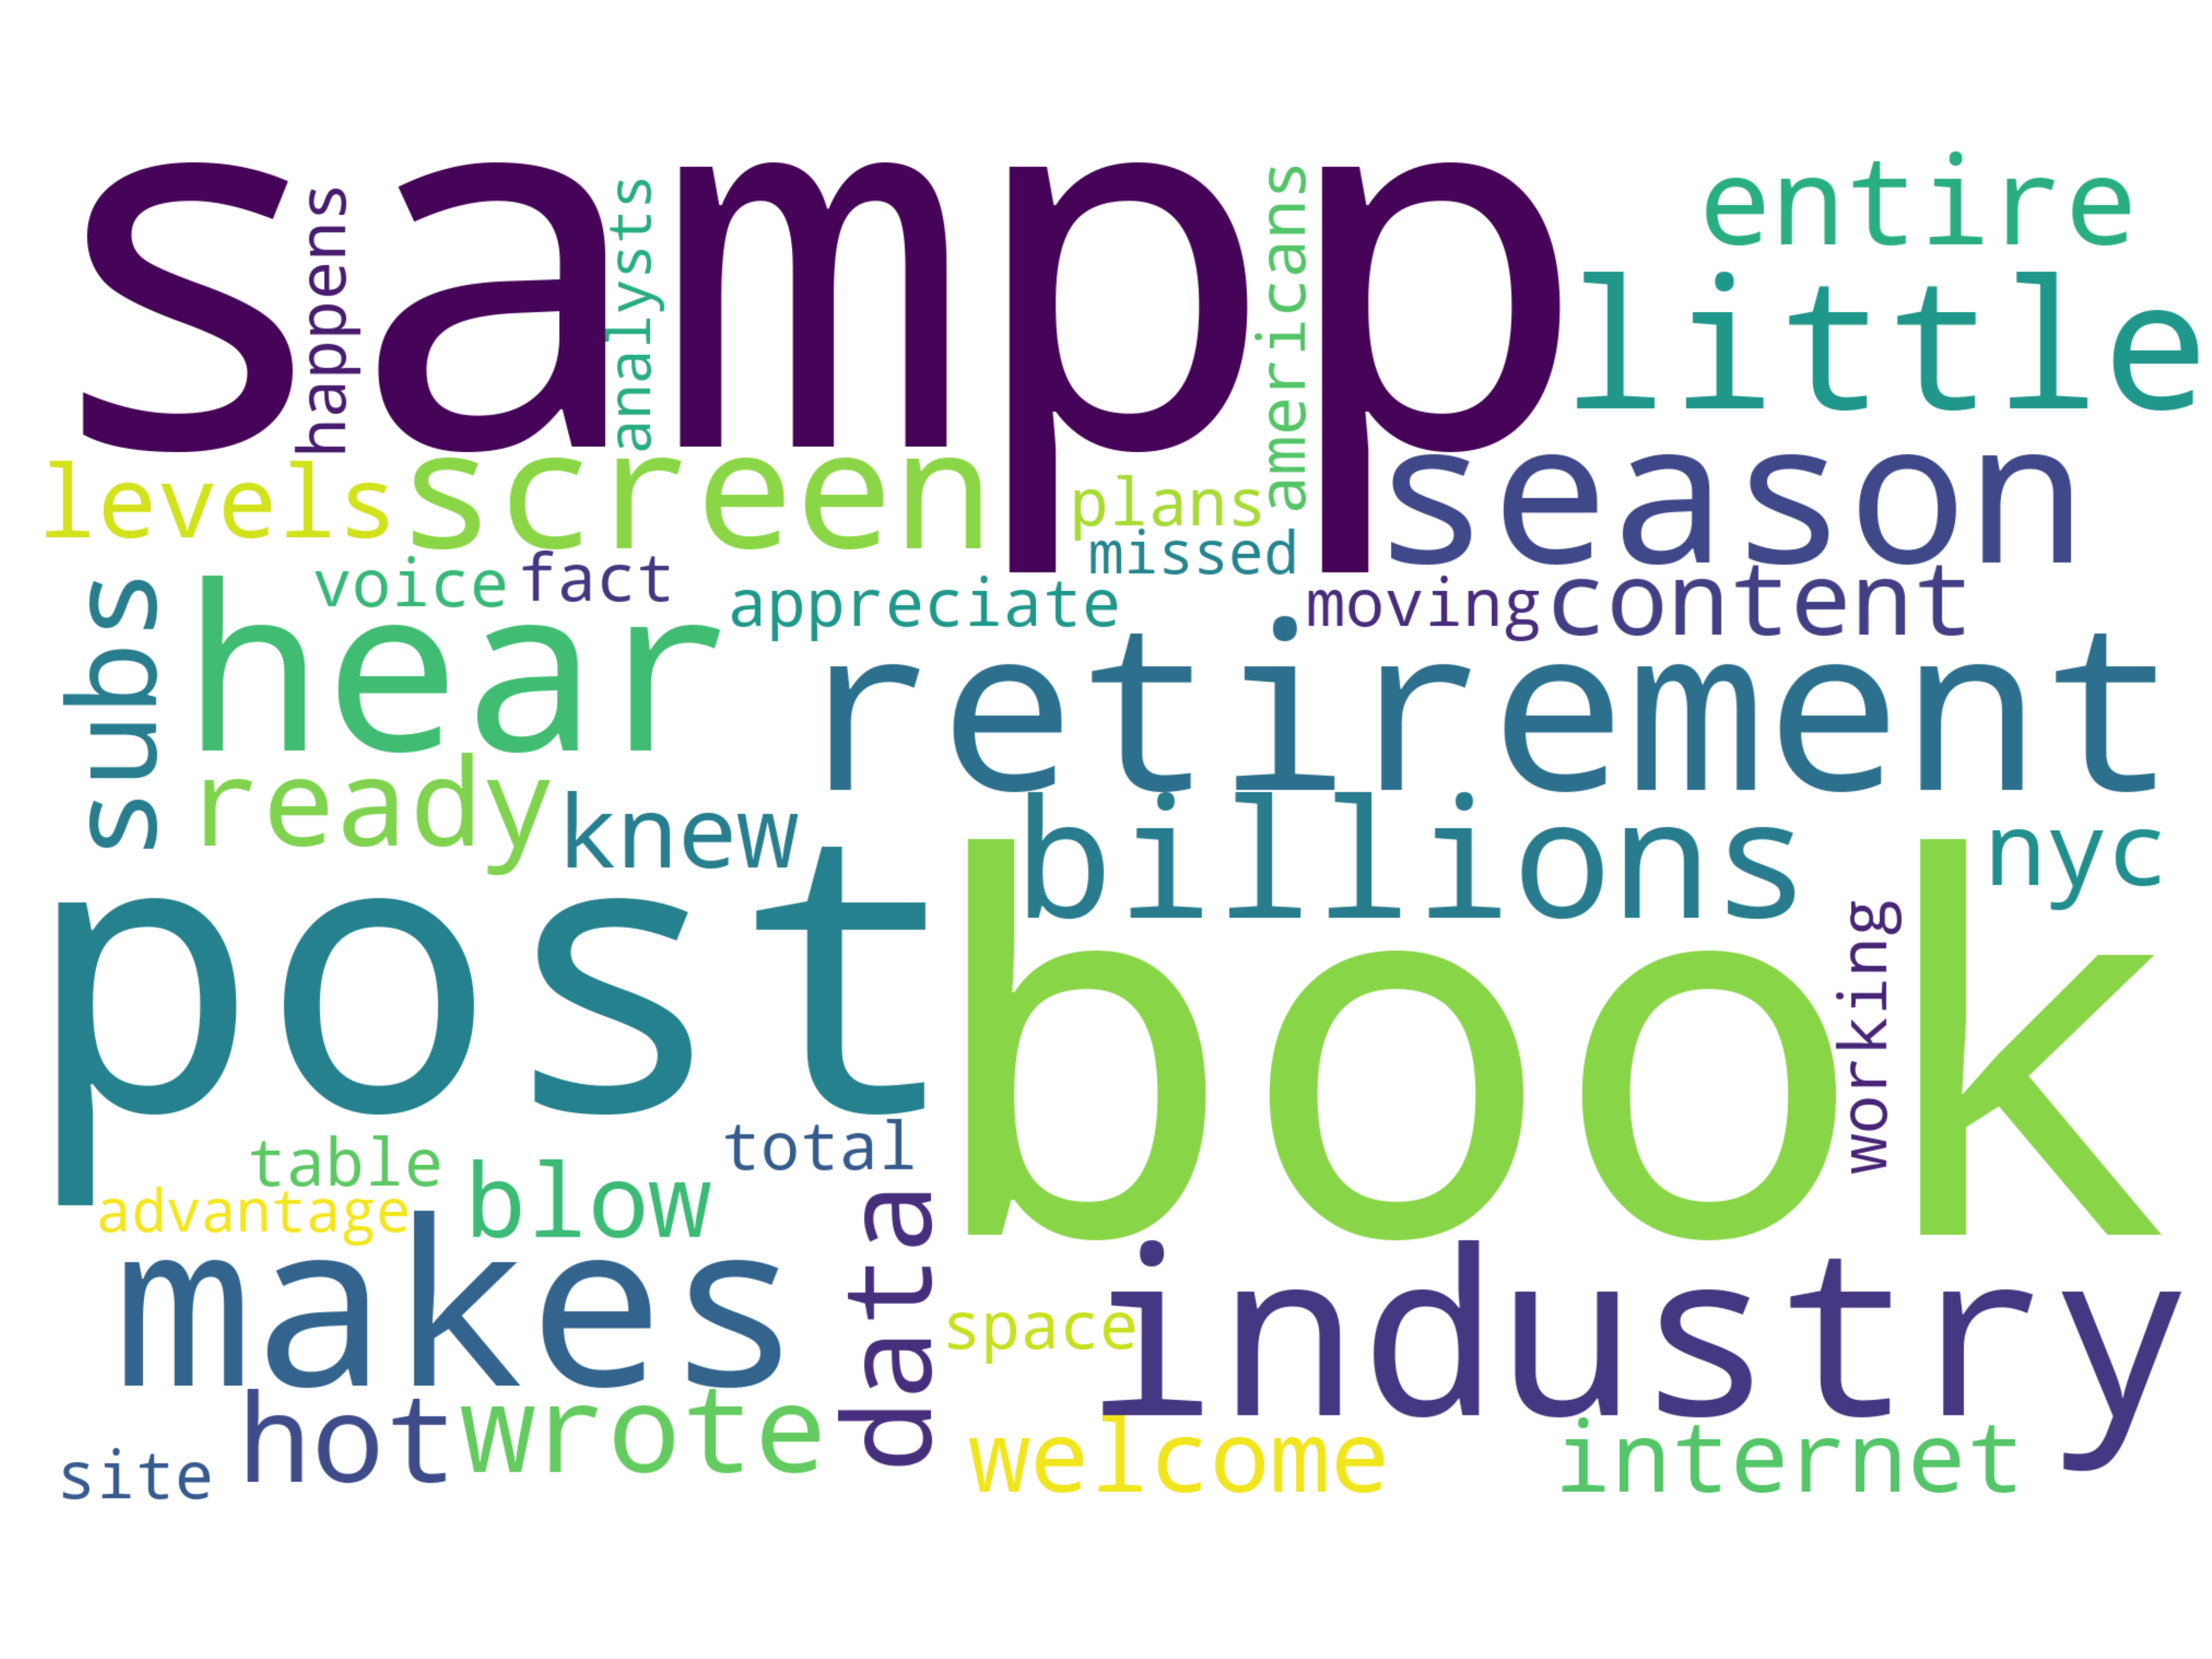 sampp
happens
analysts
americans
entire
little
levels
screen
plans
season
missed
voice
fact
appreciate
moving
content
subs
hear
retirement
ready
knew
billions
nyc
post
book
working
table
total
advantage
blow
data
makes
space
industry
hot
wrote
welcome
internet
site